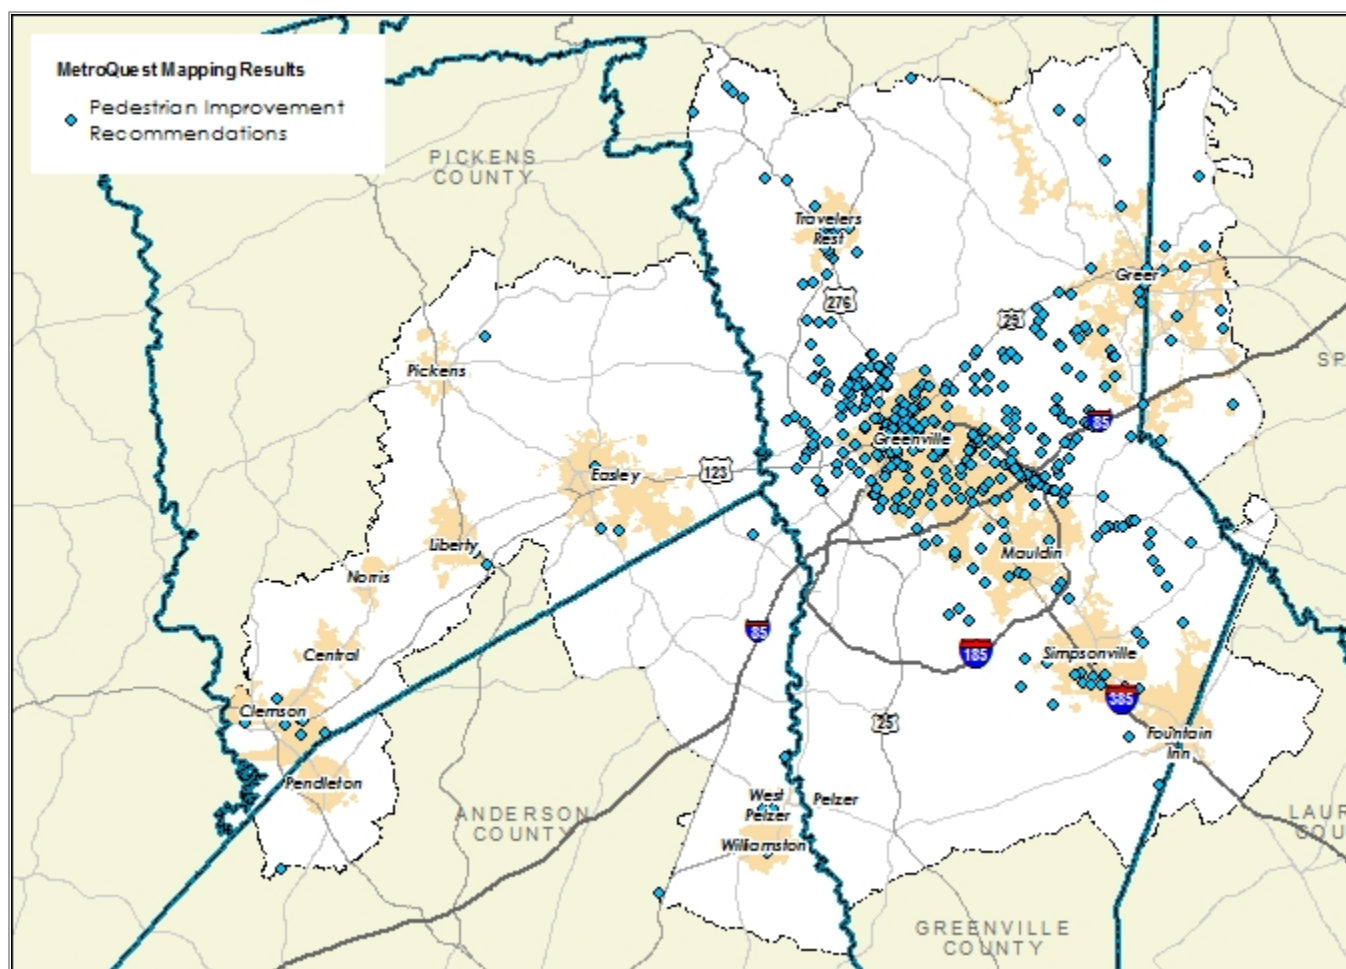 MetroQuest Mapping Results
Pedestrian Improvement
Recommendations
PICKENS
COUNTY
Travelers
Rest
276
29
Greer
Pickens
SP
85
Greenville
Easley
123
Liberty
Norris
Mauldin
85
185
Central
Simpsonville
385
Clemson
25
Fountain
Inn
Pendleton
West
Pelzer
Pelzer
Williamston
ANDERSON
COUNTY
LAUR
COU
GREENVILLE
COUNTY